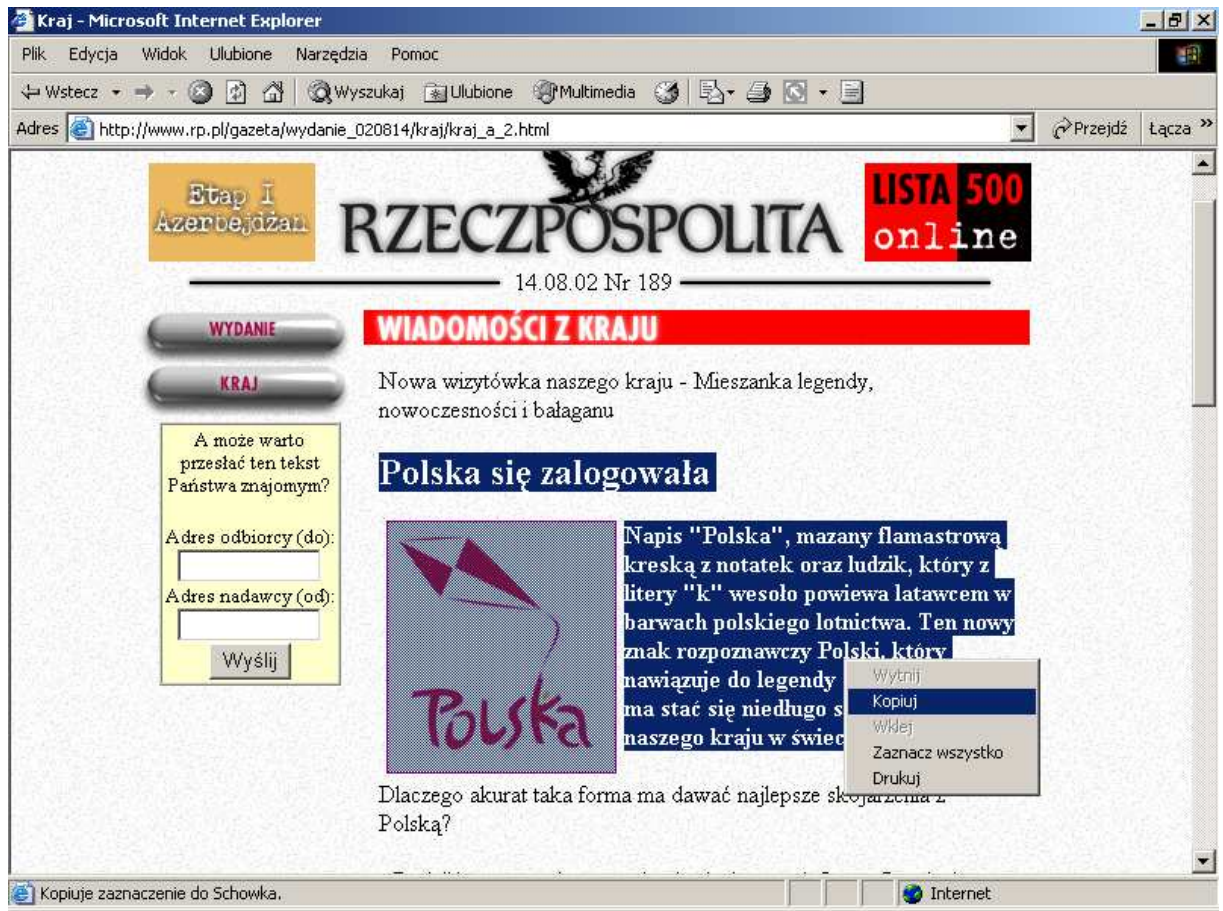 Kraj - Microsoft Internet Explorer
Plik Edycja Widok Ulubione Narzędzia Pomoc
Wstecz Wyszukaj Ulubione Multimedia
Adres http://www.rp.pl/gazeta/wydanie_020814/kraj/kraj_a_2.html Przejdź Łącza »
Etap I
Azerbejdżan
RZECZPOSPOLITA
LISTA 500
online
14.08.02 Nr 189
WYDANIE
KRAJ
A może warto
przesłać ten tekst
Państwa znajomym?
Adres odbiorcy (do):
Adres nadawcy (od):
Wyślij
WIADOMOŚCI Z KRAJU
Nowa wizytówka naszego kraju - Mieszanka legendy,
nowoczesności i bałaganu
Polska się zalogowała
Polska
Napis "Polska", mazany flamastrową
kreską z notatek oraz ludzik, który z
litery "k" wesoło powiewa latawcem w
barwach polskiego lotnictwa. Ten nowy
znak rozpoznawczy Polski, który
nawiązuje do legendy
ma stać się niedługo
naszego kraju w
Wytnij
Kopiuj
Wklej
Zaznacz wszystko
Drukuj
Dlaczego akurat taka forma ma dawać najlepsze skojarzenia z
Polską?
Kopiuje zaznaczenie do Schowka.
Internet